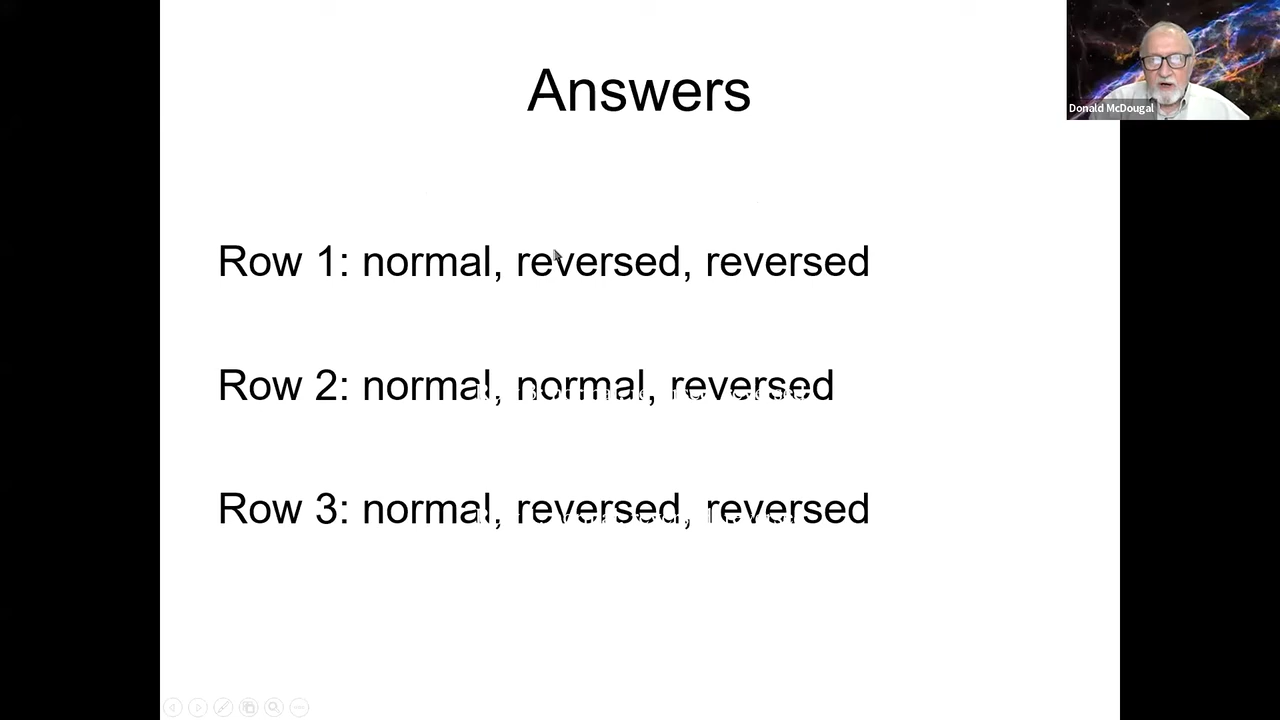 Answers
Donald McDougal
Row 1: normal, reversed, reversed
Row 2: normal, normal, reversed
Row 3: normal, reversed, reversed